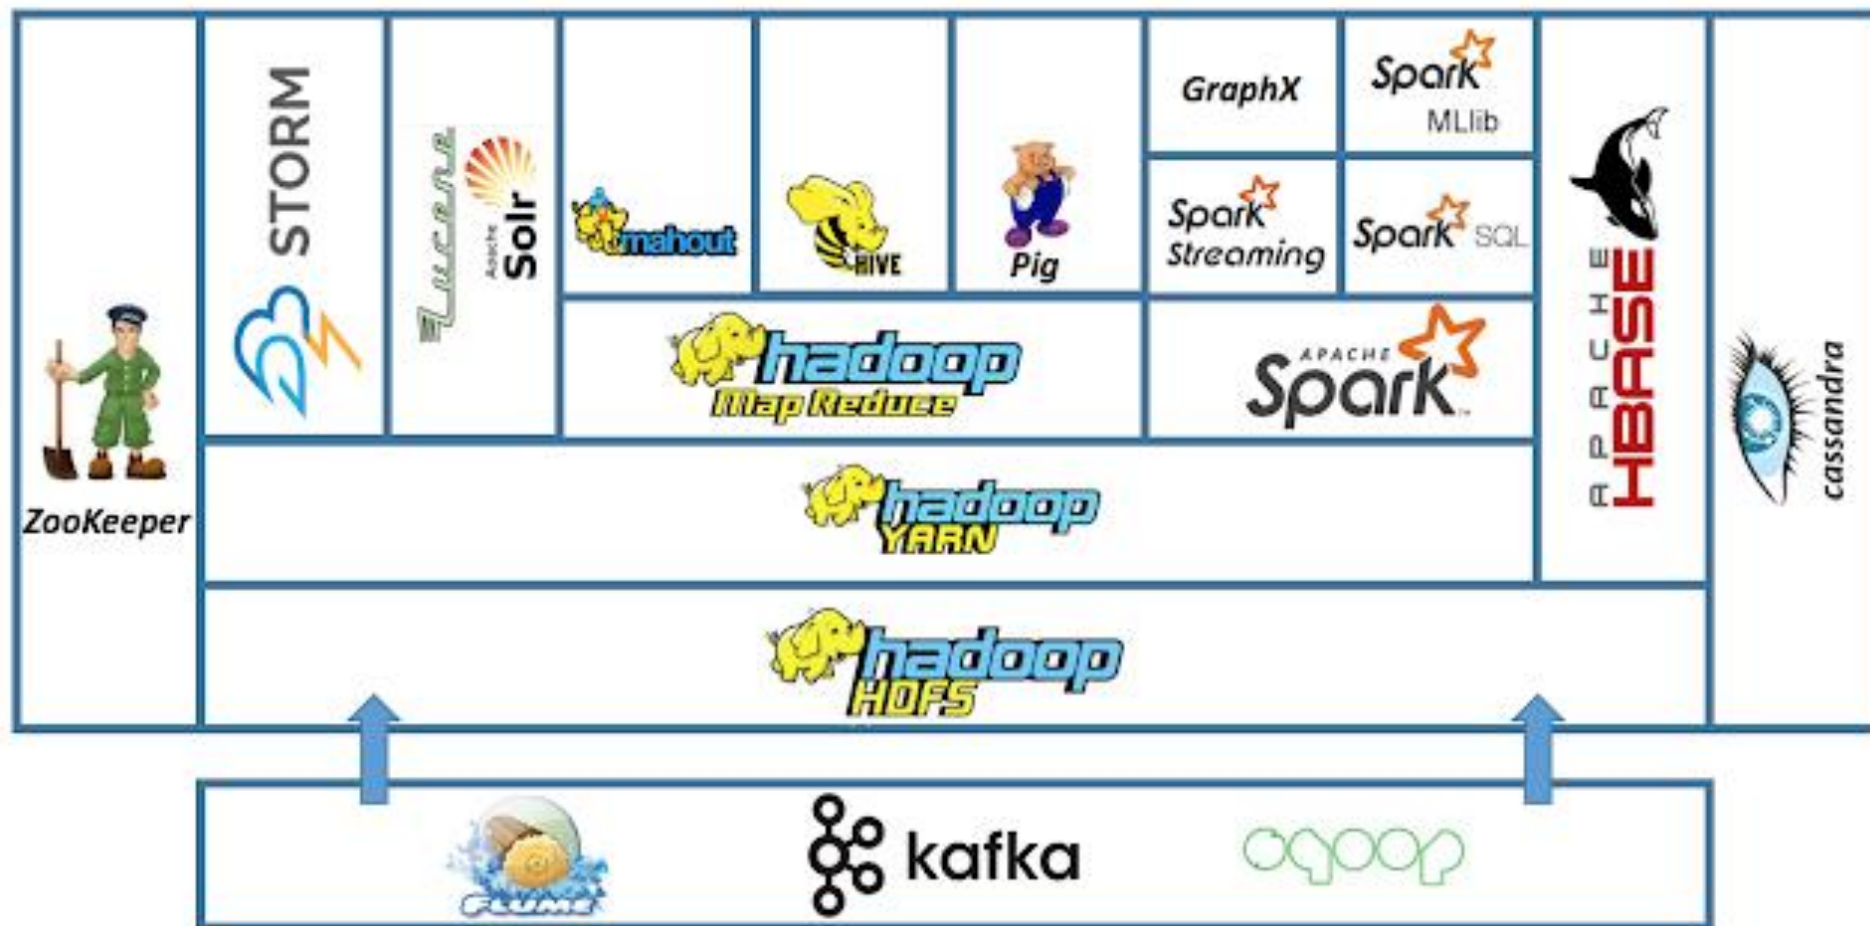 ZooKeeper
STORM
Lucene
Apache
Solr
mahout
HIVE
Pig
GraphX
Spark
MLlib
Spark
Streaming
Spark SQL
hadoop
Map Reduce
APACHE
Spark
APACHE
HBASE
cassandra
hadoop
YARN
hadoop
HDFS
FLUME
kafka
sqoop